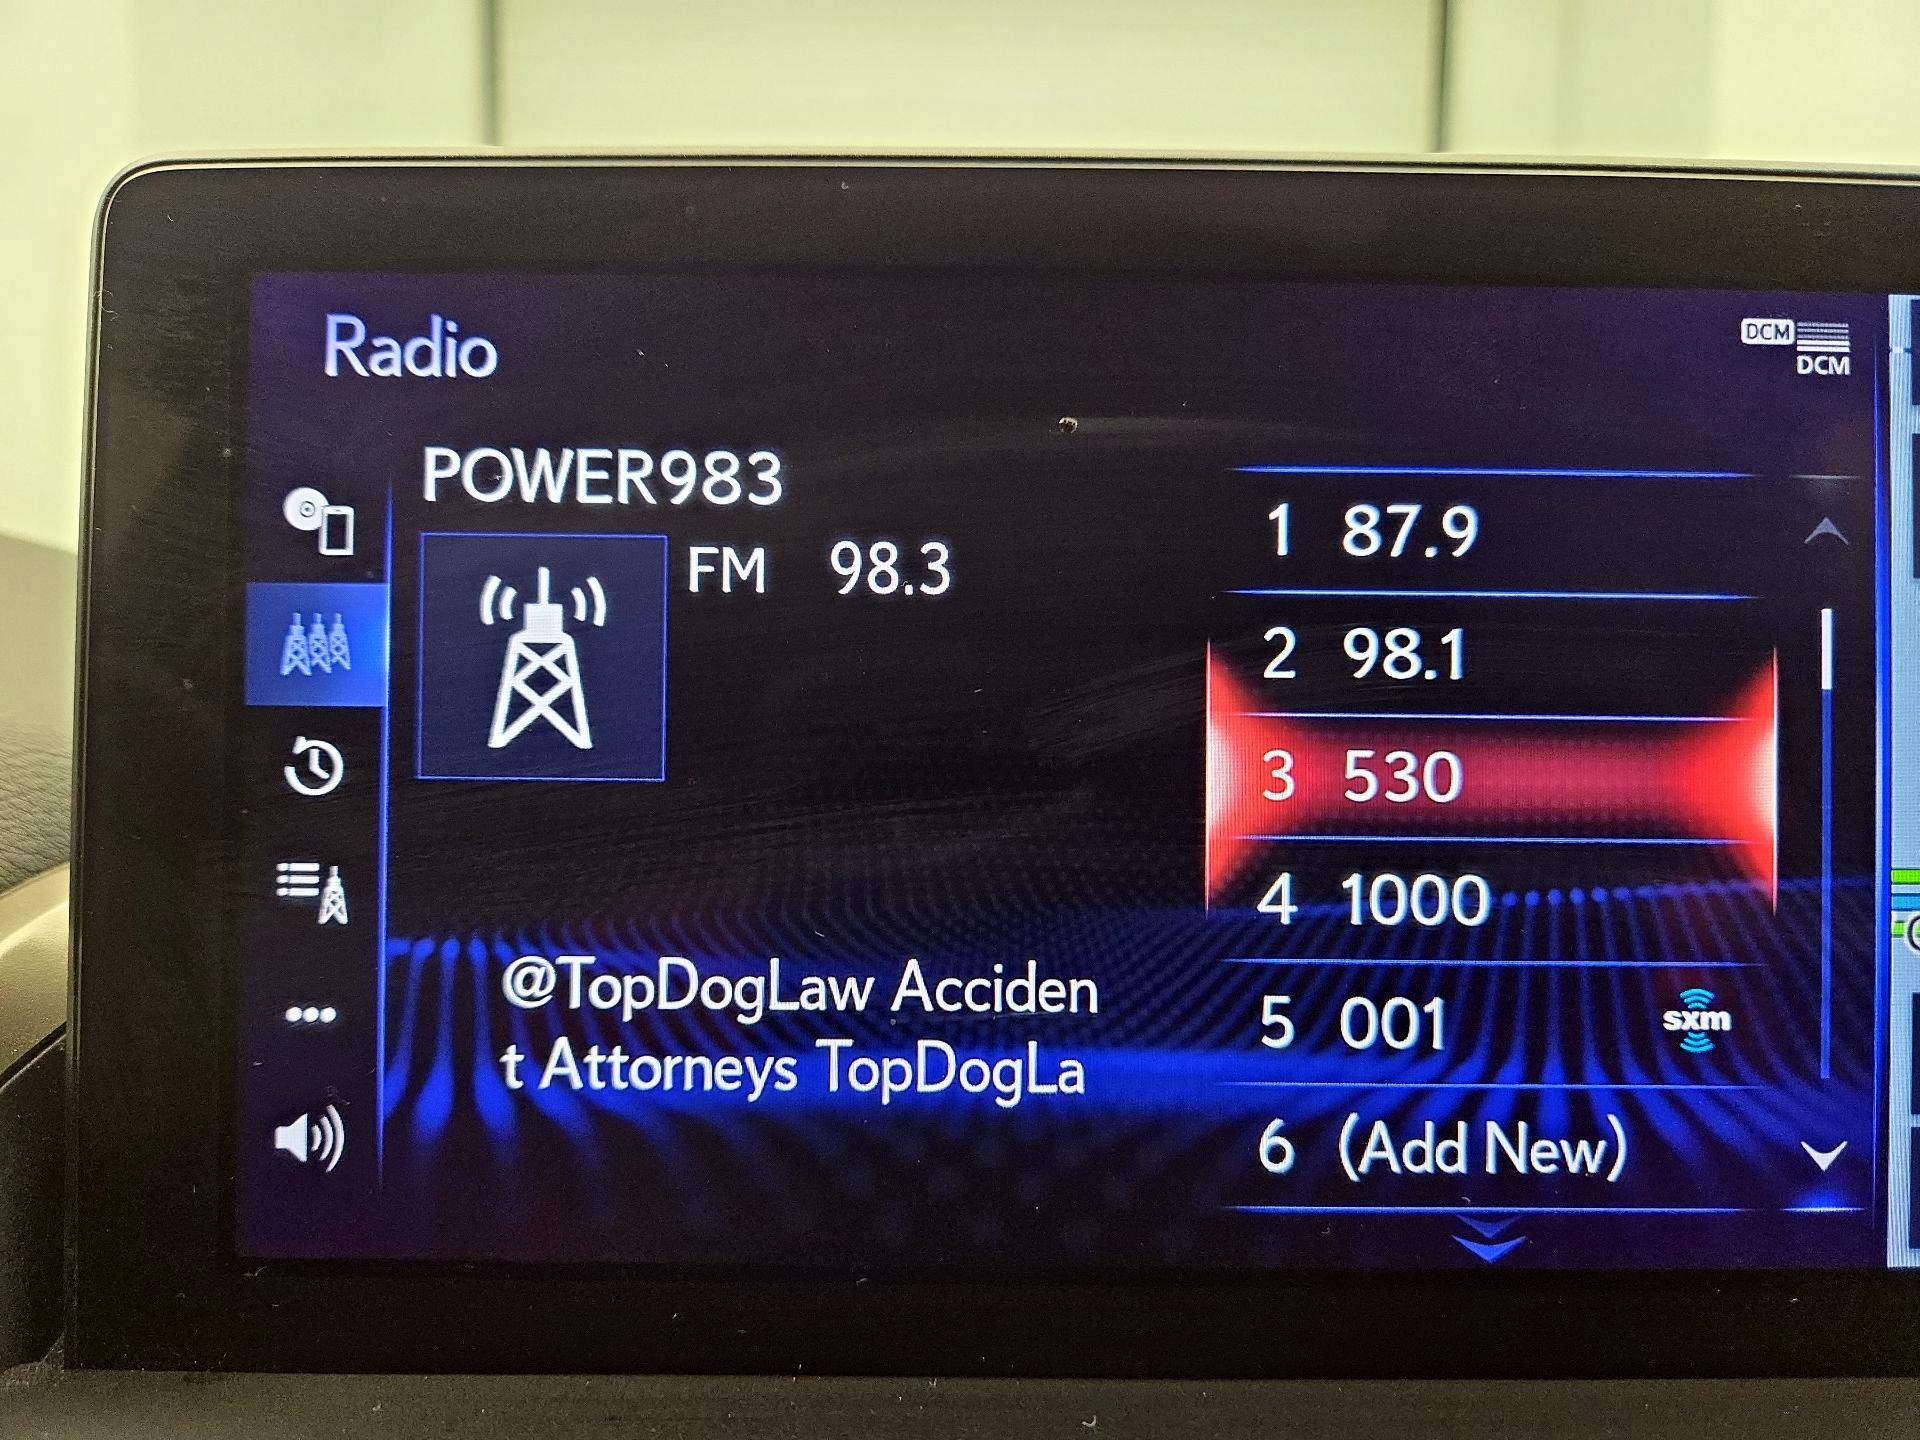 Radio
DCM
DCM
POWER983
FM 98.3
@TopDogLaw Acciden
t Attorneys TopDogLa
1 87.9
2 98.1
3 530
4 1000
5 001 sxm
6 (Add New)